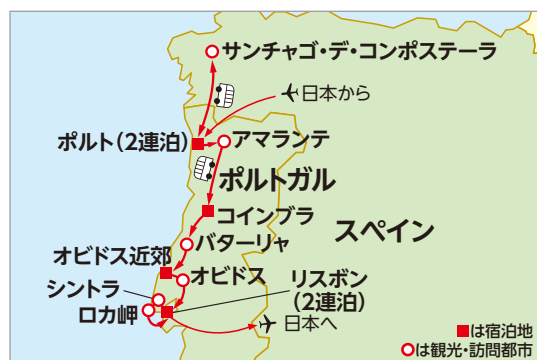 サンチャゴ・デ・コンポステーラ
日本から
ポルト(2連泊)
アマランテ
ポルトガル
コインブラ
スペイン
バターリャ
オビドス近郊
オビドス
シントラ
リスボン
(2連泊)
ロカ岬
日本へ
■は宿泊地
○は観光・訪問都市